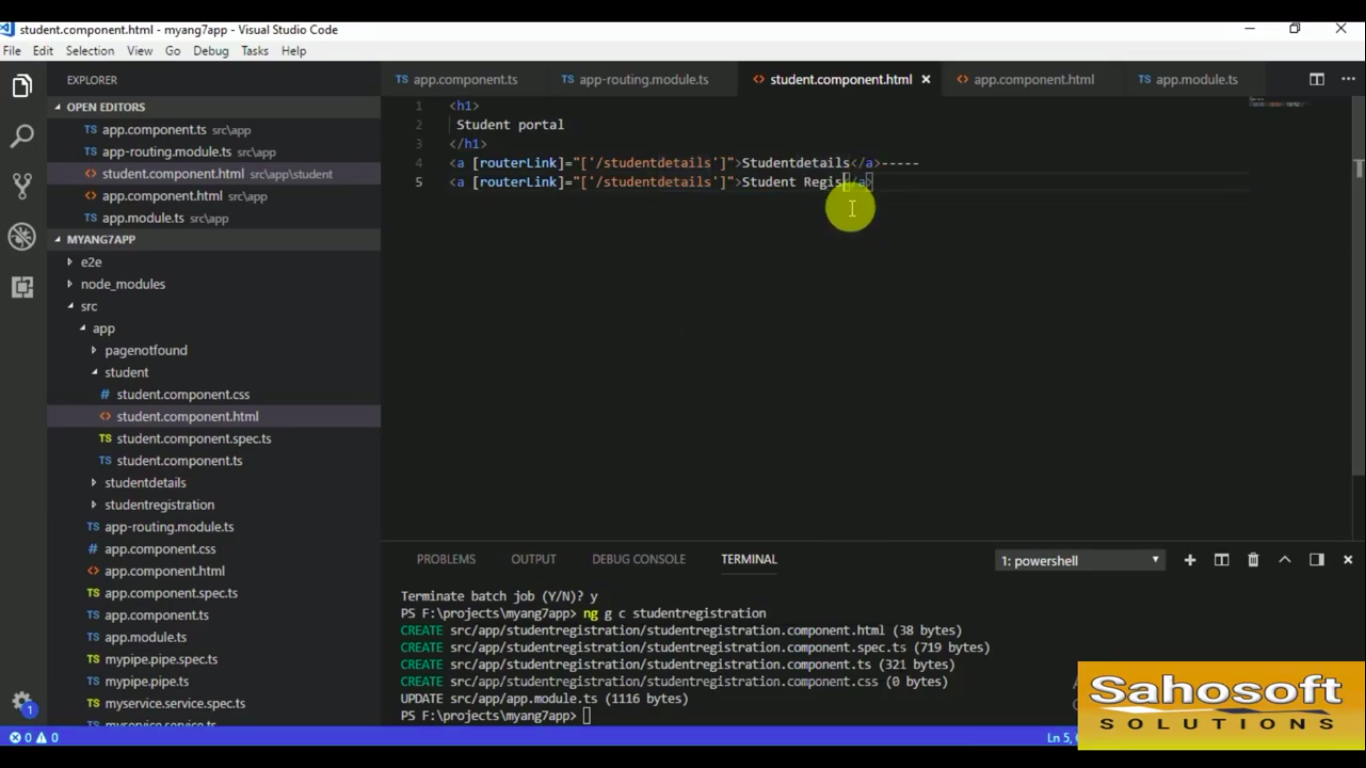 student.component.html - myang7app - Visual Studio Code
File Edit Selection View Go Debug Tasks Help
EXPLORER
OPEN EDITORS
TS app.component.ts src\app
TS app-routing.module.ts src\app
<> student.component.html src\app\student
<> app.component.html src\app
TS app.module.ts src\app
MYANG7APP
e2e
node_modules
src
app
pagenotfound
student
# student.component.css
<> student.component.html
TS student.component.spec.ts
TS student.component.ts
studentdetails
studentregistration
TS app-routing.module.ts
# app.component.css
<> app.component.html
TS app.component.spec.ts
TS app.component.ts
TS app.module.ts
TS mypipe.pipe.spec.ts
TS mypipe.pipe.ts
TS myservice.service.spec.ts
TS myservice.service.ts
1
0 0
TS app.component.ts TS app-routing.module.ts <> student.component.html × <> app.component.html TS app.module.ts
1 <h1>
2 Student portal
3 </h1>
4 <a [routerLink]="['/studentdetails']">Studentdetails</a>-----
5 <a [routerLink]="['/studentdetails']">Student Regis</a>
PROBLEMS OUTPUT DEBUG CONSOLE TERMINAL 1: powershell
Terminate batch job (Y/N)? y
PS F:\projects\myang7app> ng g c studentregistration
CREATE src/app/studentregistration/studentregistration.component.html (38 bytes)
CREATE src/app/studentregistration/studentregistration.component.spec.ts (719 bytes)
CREATE src/app/studentregistration/studentregistration.component.ts (321 bytes)
CREATE src/app/studentregistration/studentregistration.component.css (0 bytes)
UPDATE src/app/app.module.ts (1116 bytes)
PS F:\projects\myang7app>
Ln 5,
Sahosoft
SOLUTIONS